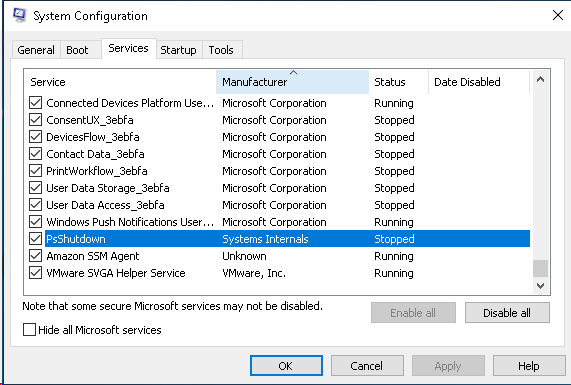 System Configuration
General Boot Services Startup Tools
Service Manufacturer Status Date Disabled
Connected Devices Platform Use... Microsoft Corporation Running
ConsentUX_3ebfa Microsoft Corporation Stopped
DevicesFlow_3ebfa Microsoft Corporation Stopped
Contact Data_3ebfa Microsoft Corporation Stopped
PrintWorkflow_3ebfa Microsoft Corporation Stopped
User Data Storage_3ebfa Microsoft Corporation Stopped
User Data Access_3ebfa Microsoft Corporation Stopped
Windows Push Notifications User... Microsoft Corporation Running
PsShutdown Systems Internals Stopped
Amazon SSM Agent Unknown Running
VMware SVGA Helper Service VMware, Inc. Running
Note that some secure Microsoft services may not be disabled.
Enable all Disable all
Hide all Microsoft services
OK Cancel Apply Help